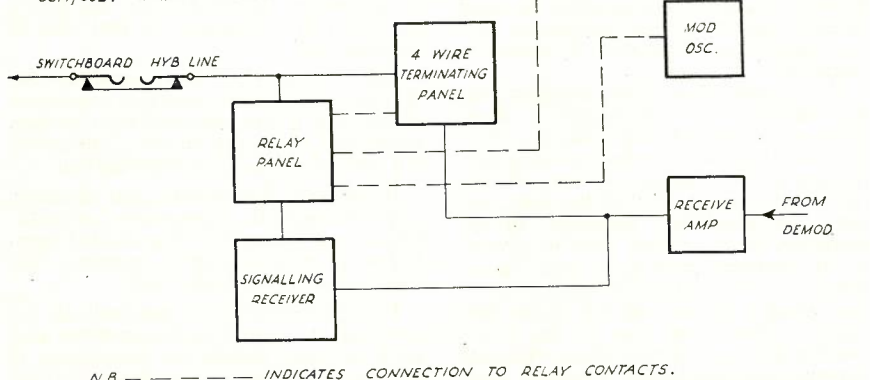 MOD
OSC.
SWITCHBOARD HYB LINE
4 WIRE
TERMINATING
PANEL
RELAY
PANEL
RECEIVE
AMP
FROM
DEMOD.
SIGNALLING
RECEIVER
N.B. — — — — — INDICATES CONNECTION TO RELAY CONTACTS.